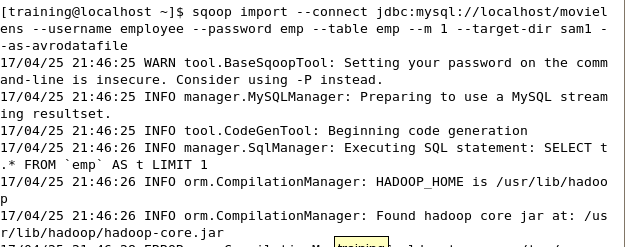 [training@localhost ~]$ sqoop import --connect jdbc:mysql://localhost/moviel
ens --username employee --password emp --table emp --m 1 --target-dir sam1 -
-as-avrodatafile
17/04/25 21:46:25 WARN tool.BaseSqoopTool: Setting your password on the comm
and-line is insecure. Consider using -P instead.
17/04/25 21:46:25 INFO manager.MySQLManager: Preparing to use a MySQL stream
ing resultset.
17/04/25 21:46:25 INFO tool.CodeGenTool: Beginning code generation
17/04/25 21:46:26 INFO manager.SqlManager: Executing SQL statement: SELECT t
.* FROM `emp` AS t LIMIT 1
17/04/25 21:46:26 INFO orm.CompilationManager: HADOOP_HOME is /usr/lib/hadoo
p
17/04/25 21:46:26 INFO orm.CompilationManager: Found hadoop core jar at: /us
r/lib/hadoop/hadoop-core.jar